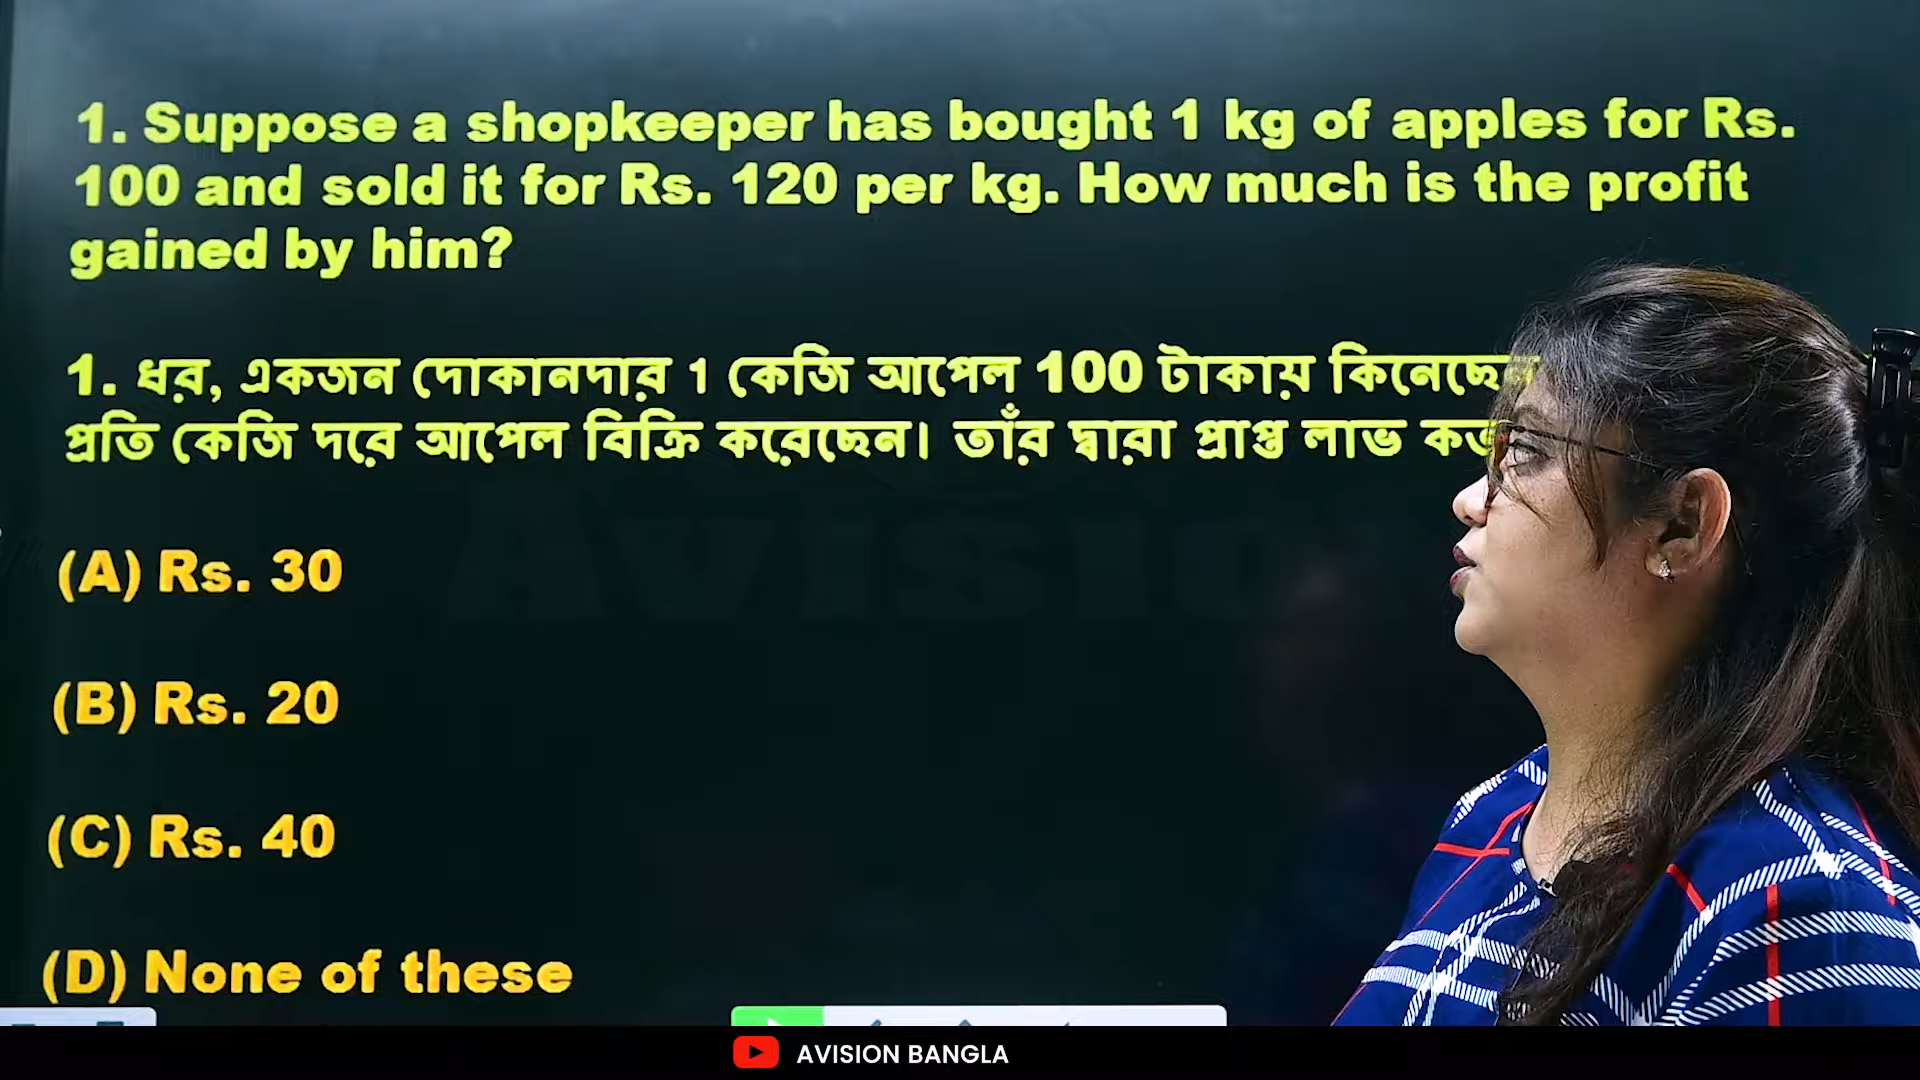 1. Suppose a shopkeeper has bought 1 kg of apples for Rs.
100 and sold it for Rs. 120 per kg. How much is the profit
gained by him?
1. ধর, একজন দোকানদার 1 কেজি আপেল 100 টাকায়
প্রতি কেজি দরে আপেল বিক্রি করেছেন। তাঁর দ্বারা প্রাপ্ত লাভ
(A) Rs. 30
(B) Rs. 20
(C) Rs. 40
(D) None of these
AVISION BANGLA